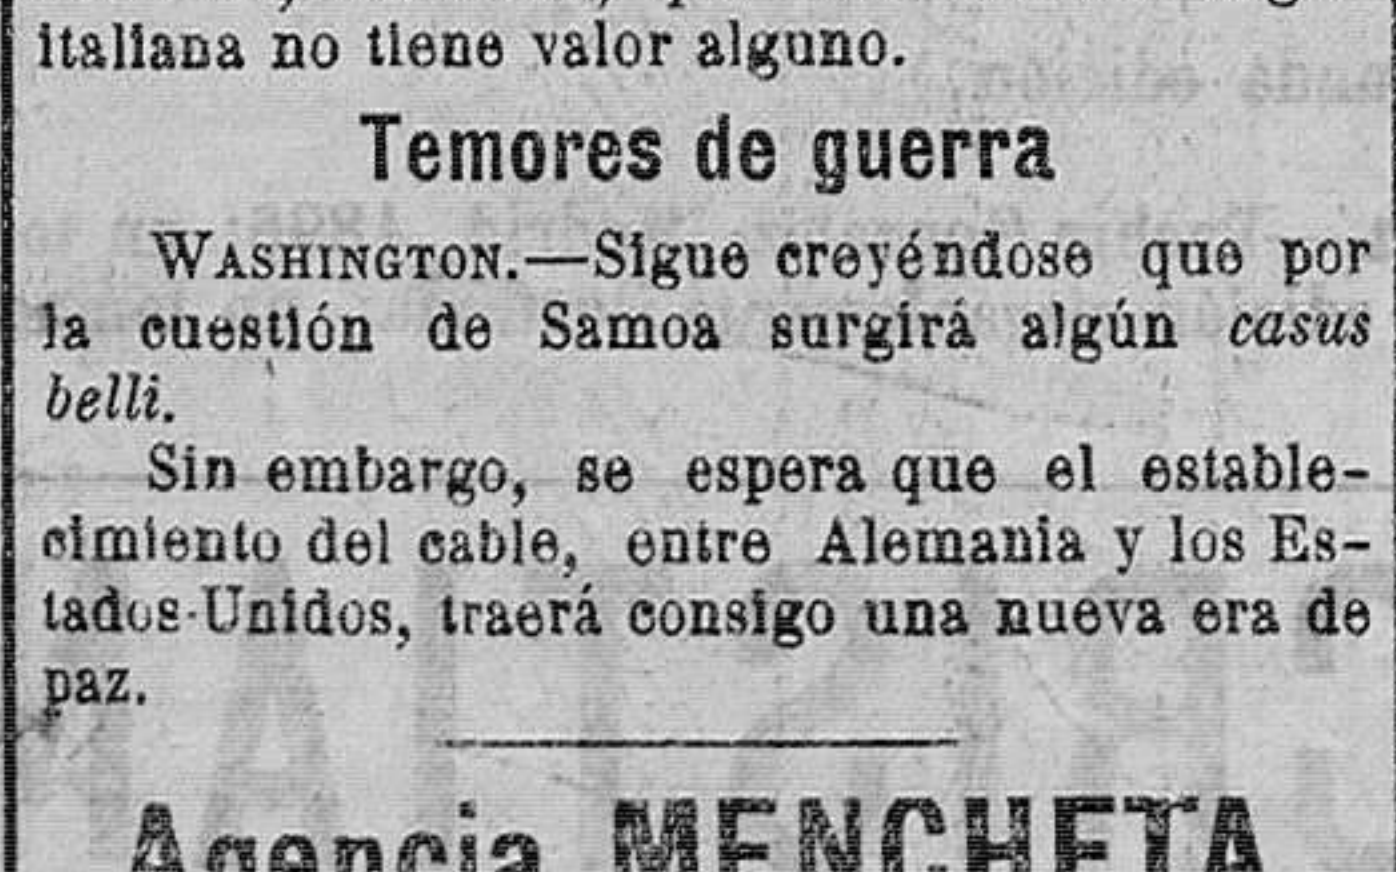 italiana no tiene valor alguno.
Temores de guerra
WASHINGTON.—Sigue creyéndose que por
la cuestión de Samoa surgirá algún casus
belli.
Sin embargo, se espera que el estable-
cimiento del cable, entre Alemania y los Es-
tados-Unidos, traerá consigo una nueva era de
paz.
Agencia MENCHETA